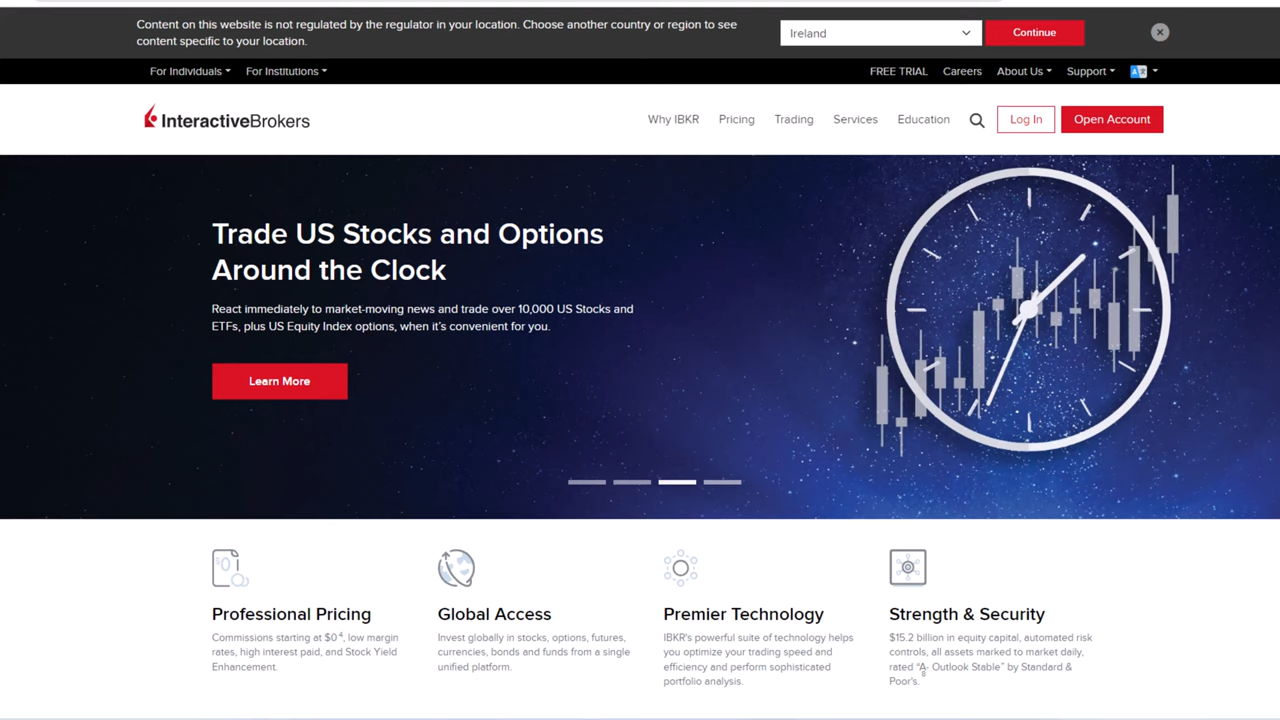 Content on this website is not regulated by the regulator in your location. Choose another country or region to see
content specific to your location.
Ireland
Continue
For Individuals
For Institutions
FREE TRIAL
Careers
About Us
Support
InteractiveBrokers
Why IBKR
Pricing
Trading
Services
Education
Log In
Open Account
Trade US Stocks and Options
Around the Clock
React immediately to market-moving news and trade over 10,000 US Stocks and
ETFs, plus US Equity Index options, when it's convenient for you.
Learn More
Professional Pricing
Commissions starting at $0⁴, low margin
rates, high interest paid, and Stock Yield
Enhancement.
Global Access
Invest globally in stocks, options, futures,
currencies, bonds and funds from a single
unified platform.
Premier Technology
IBKR's powerful suite of technology helps
you optimize your trading speed and
efficiency and perform sophisticated
portfolio analysis.
Strength & Security
$15.2 billion in equity capital, automated risk
controls, all assets marked to market daily,
rated “A- Outlook Stable” by Standard &
Poor's.